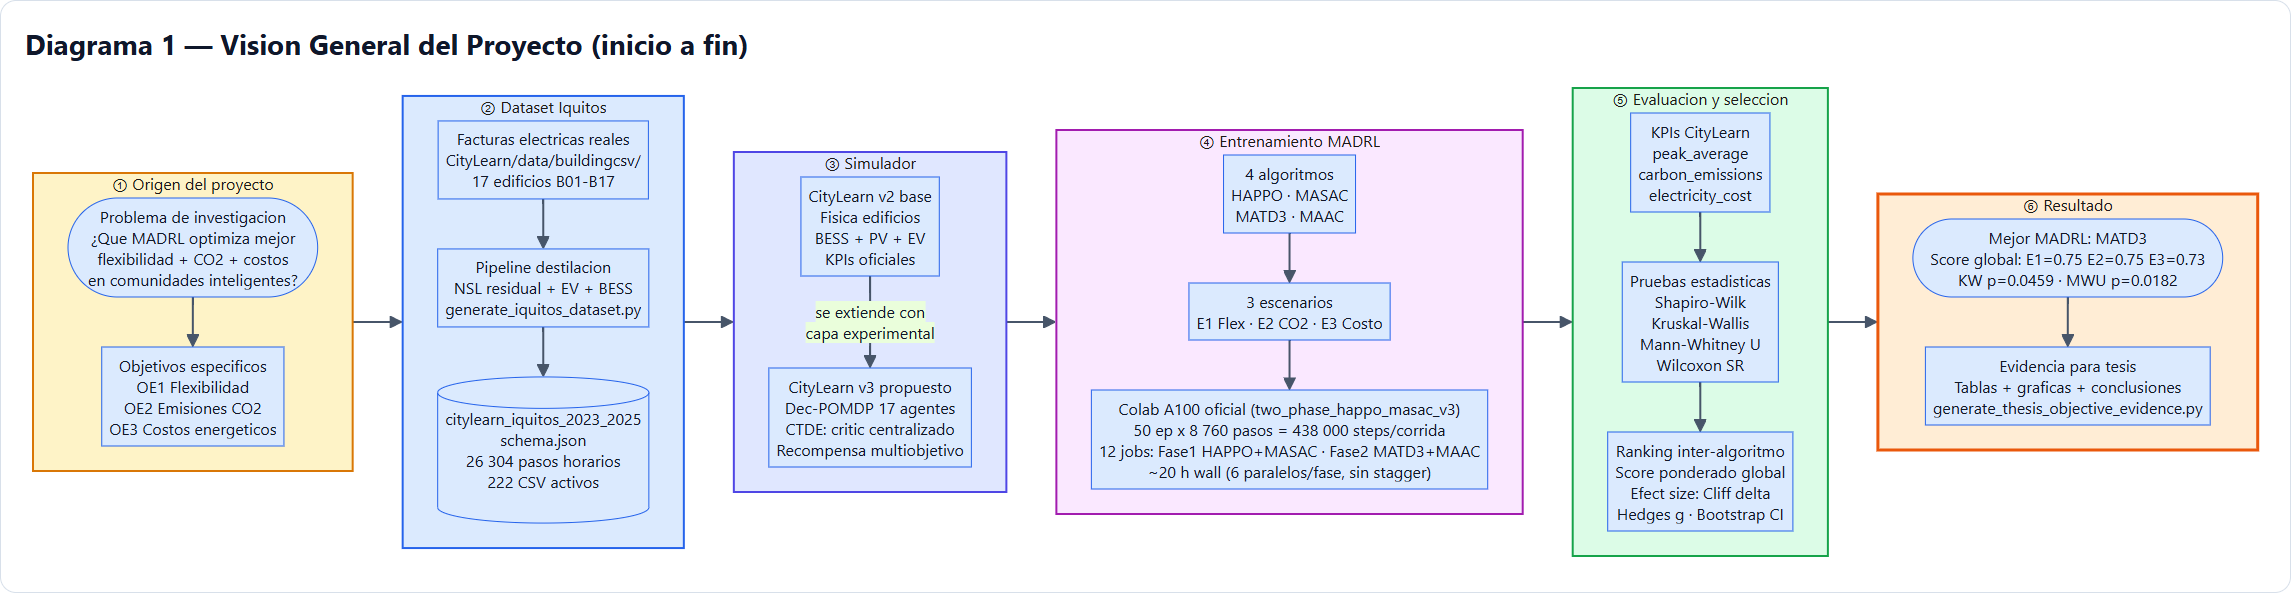 Diagrama 1 — Vision General del Proyecto (inicio a fin)
① Origen del proyecto
Problema de investigacion
¿Que MADRL optimiza mejor
flexibilidad + CO2 + costos
en comunidades inteligentes?
Objetivos especificos
OE1 Flexibilidad
OE2 Emisiones CO2
OE3 Costos energeticos
② Dataset Iquitos
Facturas electricas reales
CityLearn/data/buildingcsv/
17 edificios B01-B17
Pipeline destilacion
NSL residual + EV + BESS
generate_iquitos_dataset.py
citylearn_iquitos_2023_2025
schema.json
26 304 pasos horarios
222 CSV activos
③ Simulador
CityLearn v2 base
Fisica edificios
BESS + PV + EV
KPIs oficiales
se extiende con
capa experimental
CityLearn v3 propuesto
Dec-POMDP 17 agentes
CTDE: critic centralizado
Recompensa multiobjetivo
④ Entrenamiento MADRL
4 algoritmos
HAPPO · MASAC
MATD3 · MAAC
3 escenarios
E1 Flex · E2 CO2 · E3 Costo
Colab A100 oficial (two_phase_happo_masac_v3)
50 ep x 8 760 pasos = 438 000 steps/corrida
12 jobs: Fase1 HAPPO+MASAC · Fase2 MATD3+MAAC
~20 h wall (6 paralelos/fase, sin stagger)
⑤ Evaluacion y seleccion
KPIs CityLearn
peak_average
carbon_emissions
electricity_cost
Pruebas estadisticas
Shapiro-Wilk
Kruskal-Wallis
Mann-Whitney U
Wilcoxon SR
Ranking inter-algoritmo
Score ponderado global
Efect size: Cliff delta
Hedges g · Bootstrap CI
⑥ Resultado
Mejor MADRL: MATD3
Score global: E1=0.75 E2=0.75 E3=0.73
KW p=0.0459 · MWU p=0.0182
Evidencia para tesis
Tablas + graficas + conclusiones
generate_thesis_objective_evidence.py